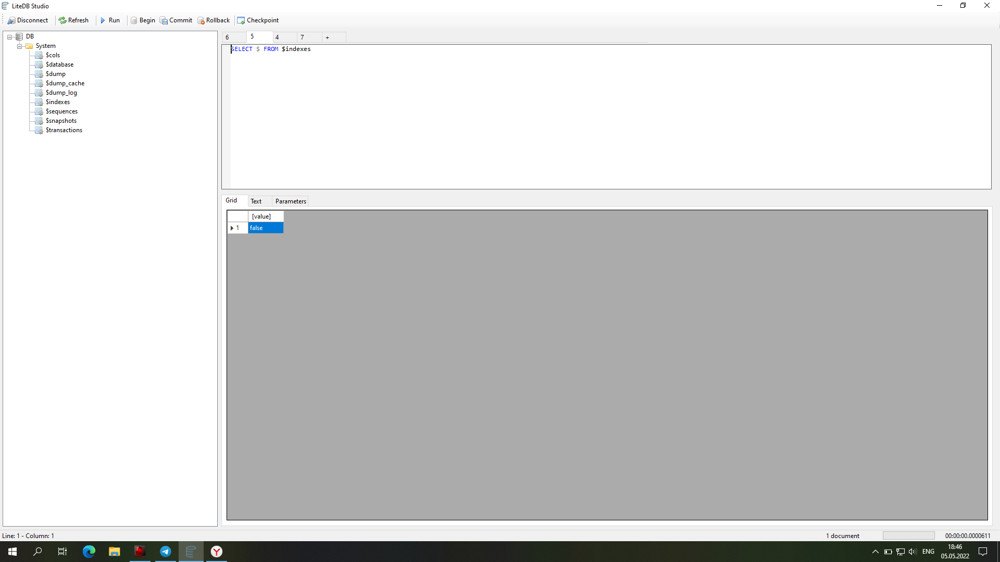 LiteDB Studio
Disconnect Refresh Run Begin Commit Rollback Checkpoint
DB
System
$cols
$database
$dump
$dump_cache
$dump_log
$indexes
$sequences
$snapshots
$transactions
6 5 4 7 +
SELECT $ FROM $indexes
Grid Text Parameters
[value]
1 false
Line: 1 - Column: 1 1 document 00:00:00.0000611
ENG 18:46
05.05.2022